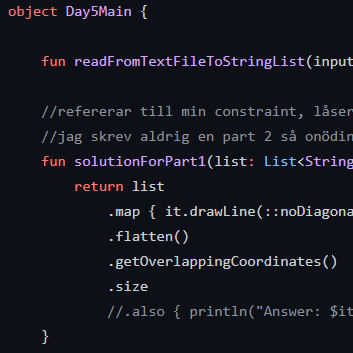 object Day5Main {
fun readFromTextFileToStringList(input
//refererar till min constraint, låser
//jag skrev aldrig en part 2 så onödin
fun solutionForPart1(list: List<String
return list
.map { it.drawLine(::noDiagona
.flatten()
.getOverlappingCoordinates()
.size
//.also { println("Answer: $it
}